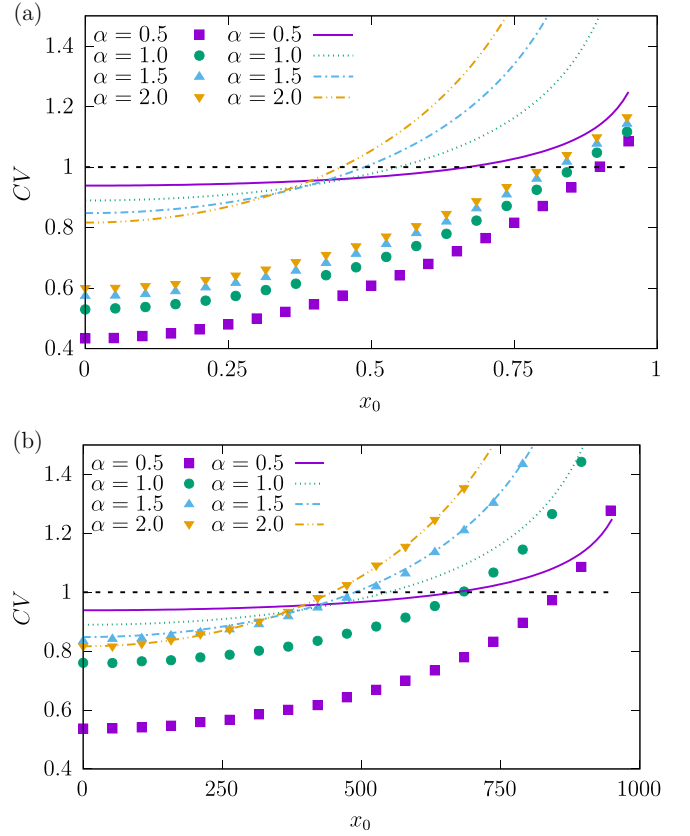 (a)
α = 0.5 α = 0.5
α = 1.0 α = 1.0
α = 1.5 α = 1.5
α = 2.0 α = 2.0
1.4
1.2
1
0.8
0.6
0.4
CV
0 0.25 0.5 0.75 1
x₀
(b)
α = 0.5 α = 0.5
α = 1.0 α = 1.0
α = 1.5 α = 1.5
α = 2.0 α = 2.0
1.4
1.2
1
0.8
0.6
0.4
CV
0 250 500 750 1000
x₀